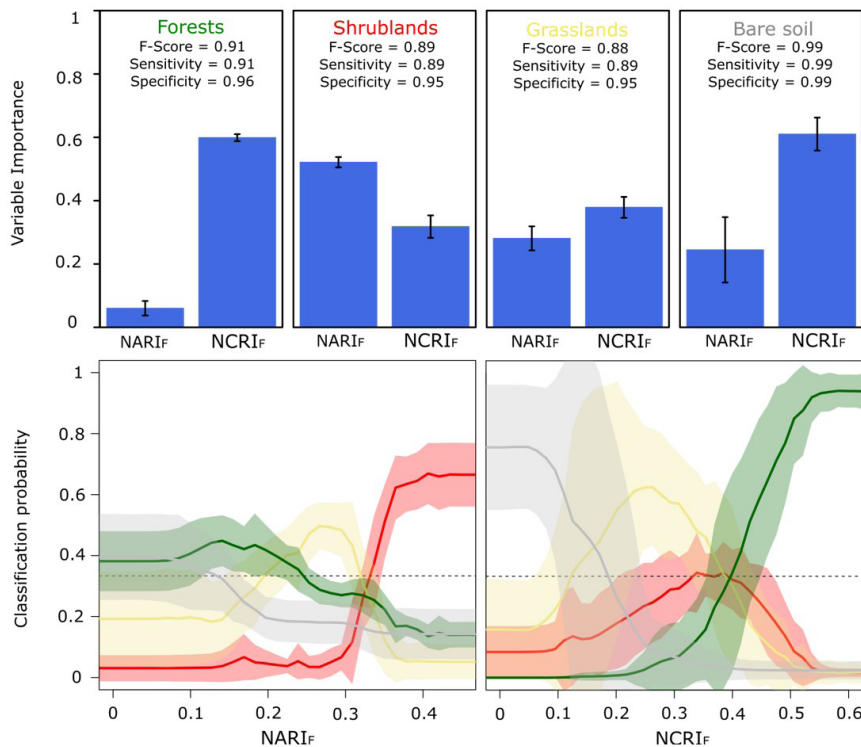 Variable Importance
1
0.8
0.6
0.4
0.2
0
Forests
F-Score = 0.91
Sensitivity = 0.91
Specificity = 0.96
NARIF
NCRIF
Shrublands
F-Score = 0.89
Sensitivity = 0.89
Specificity = 0.95
NARIF
NCRIF
Grasslands
F-Score = 0.88
Sensitivity = 0.89
Specificity = 0.95
NARIF
NCRIF
Bare soil
F-Score = 0.99
Sensitivity = 0.99
Specificity = 0.99
NARIF
NCRIF
Classification probability
1
0.8
0.6
0.4
0.2
0
0 0.1 0.2 0.3 0.4
NARIF
0 0.1 0.2 0.3 0.4 0.5 0.6
NCRIF